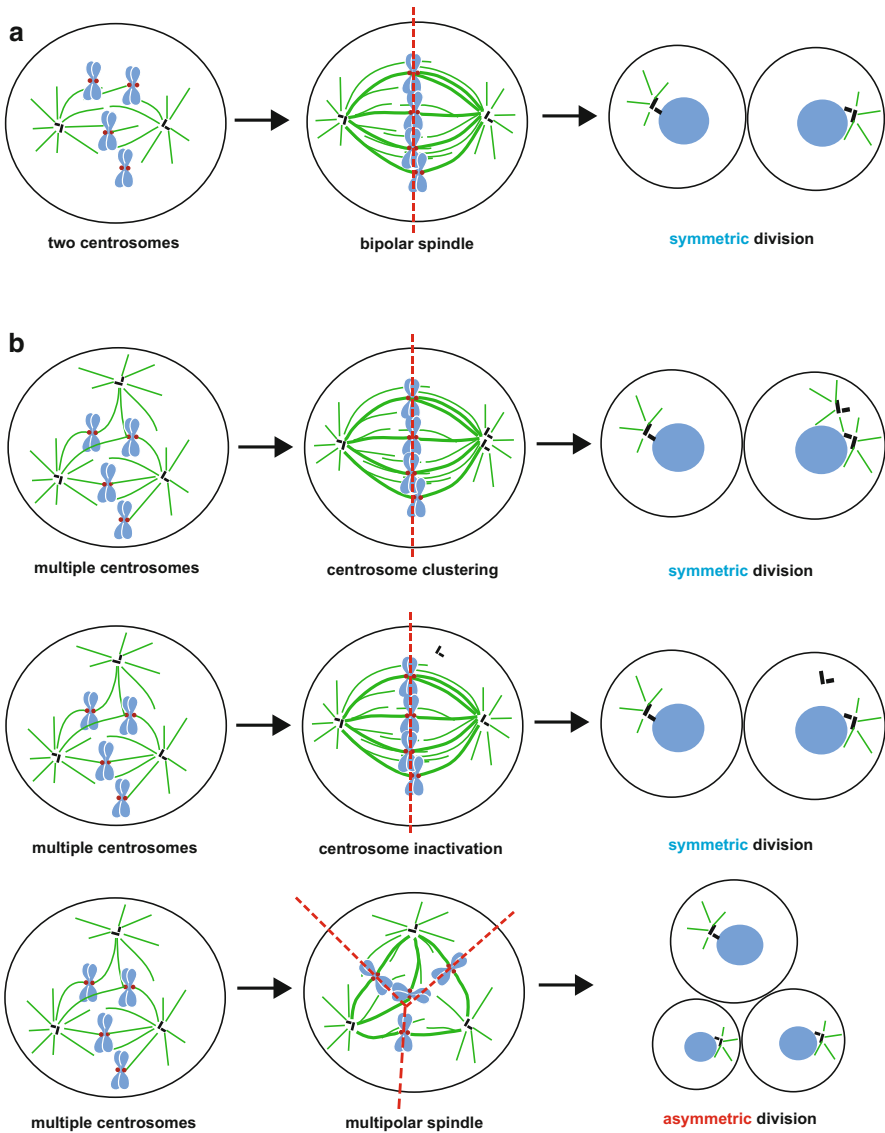 a
two centrosomes
bipolar spindle
symmetric division
b
multiple centrosomes
centrosome clustering
symmetric division
multiple centrosomes
centrosome inactivation
symmetric division
multiple centrosomes
multipolar spindle
asymmetric division